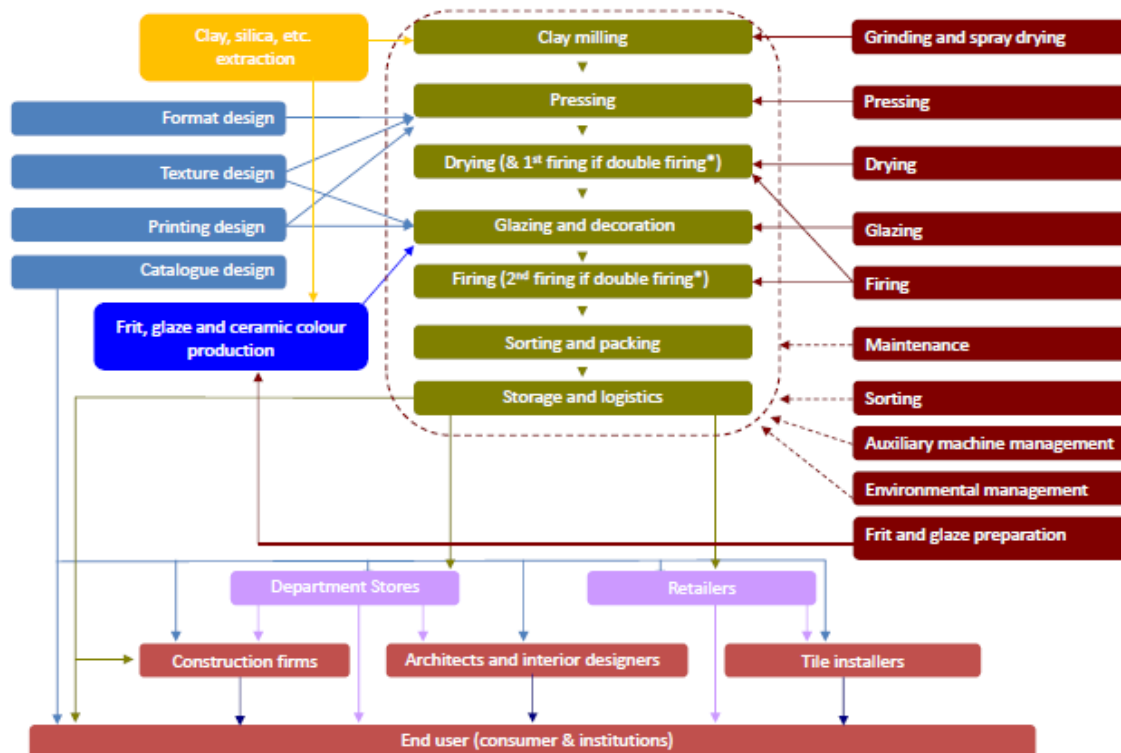 Clay, silica, etc.
extraction
Clay milling
Grinding and spray drying
Pressing
Pressing
Format design
Drying (& 1st firing if double firing*)
Drying
Texture design
Printing design
Glazing and decoration
Glazing
Catalogue design
Firing (2nd firing if double firing*)
Firing
Frit, glaze and ceramic colour
production
Sorting and packing
Maintenance
Storage and logistics
Sorting
Auxiliary machine management
Environmental management
Frit and glaze preparation
Department Stores
Retailers
Construction firms
Architects and interior designers
Tile installers
End user (consumer & institutions)